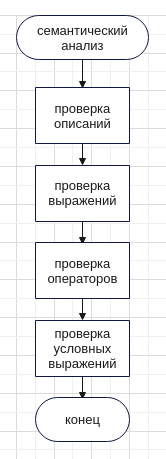 семантический
анализ
проверка
описаний
проверка
выражений
проверка
операторов
проверка
условных
выражений
конец